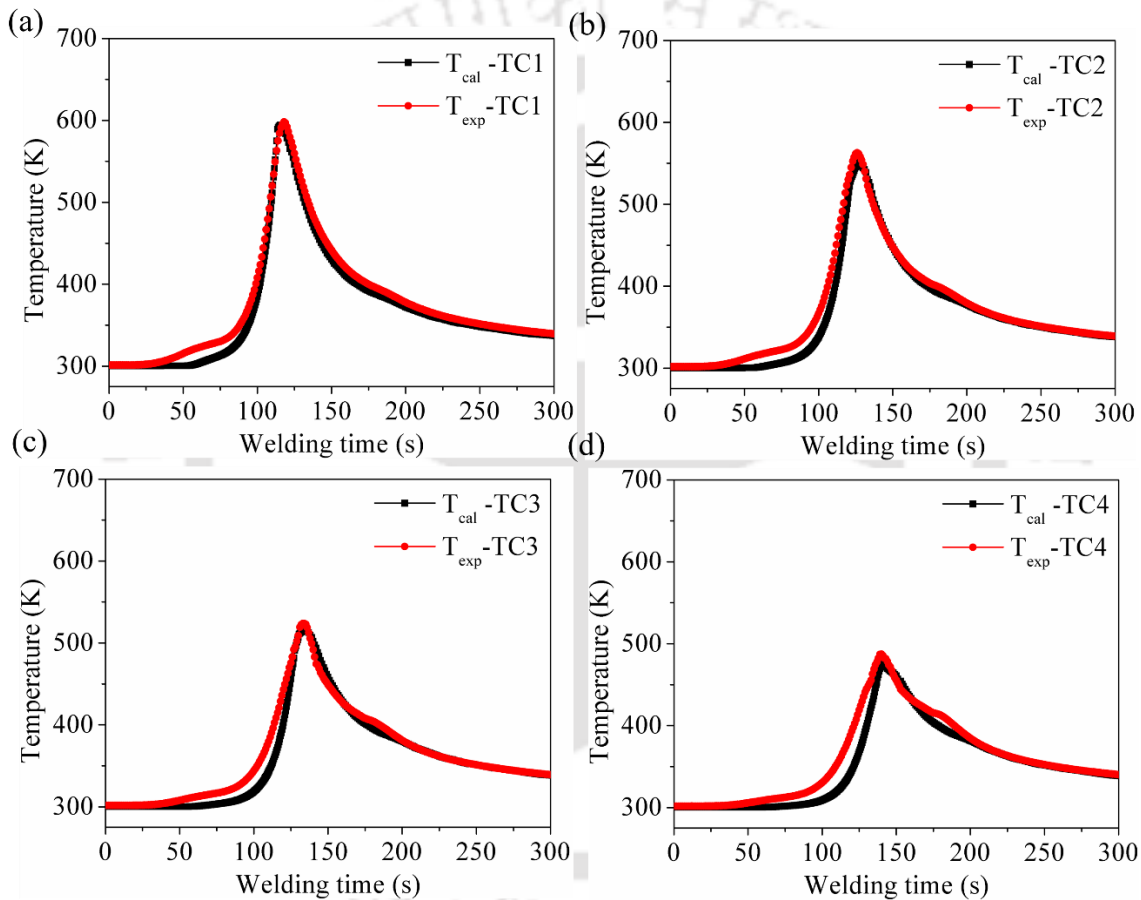 (a)
700
600
500
400
300
0 50 100 150 200 250 300
Temperature (K)
Welding time (s)
T_cal -TC1
T_exp-TC1
(b)
700
600
500
400
300
0 50 100 150 200 250 300
Temperature (K)
Welding time (s)
T_cal -TC2
T_exp-TC2
(c)
700
600
500
400
300
0 50 100 150 200 250 300
Temperature (K)
Welding time (s)
T_cal -TC3
T_exp-TC3
(d)
700
600
500
400
300
0 50 100 150 200 250 300
Temperature (K)
Welding time (s)
T_cal -TC4
T_exp-TC4